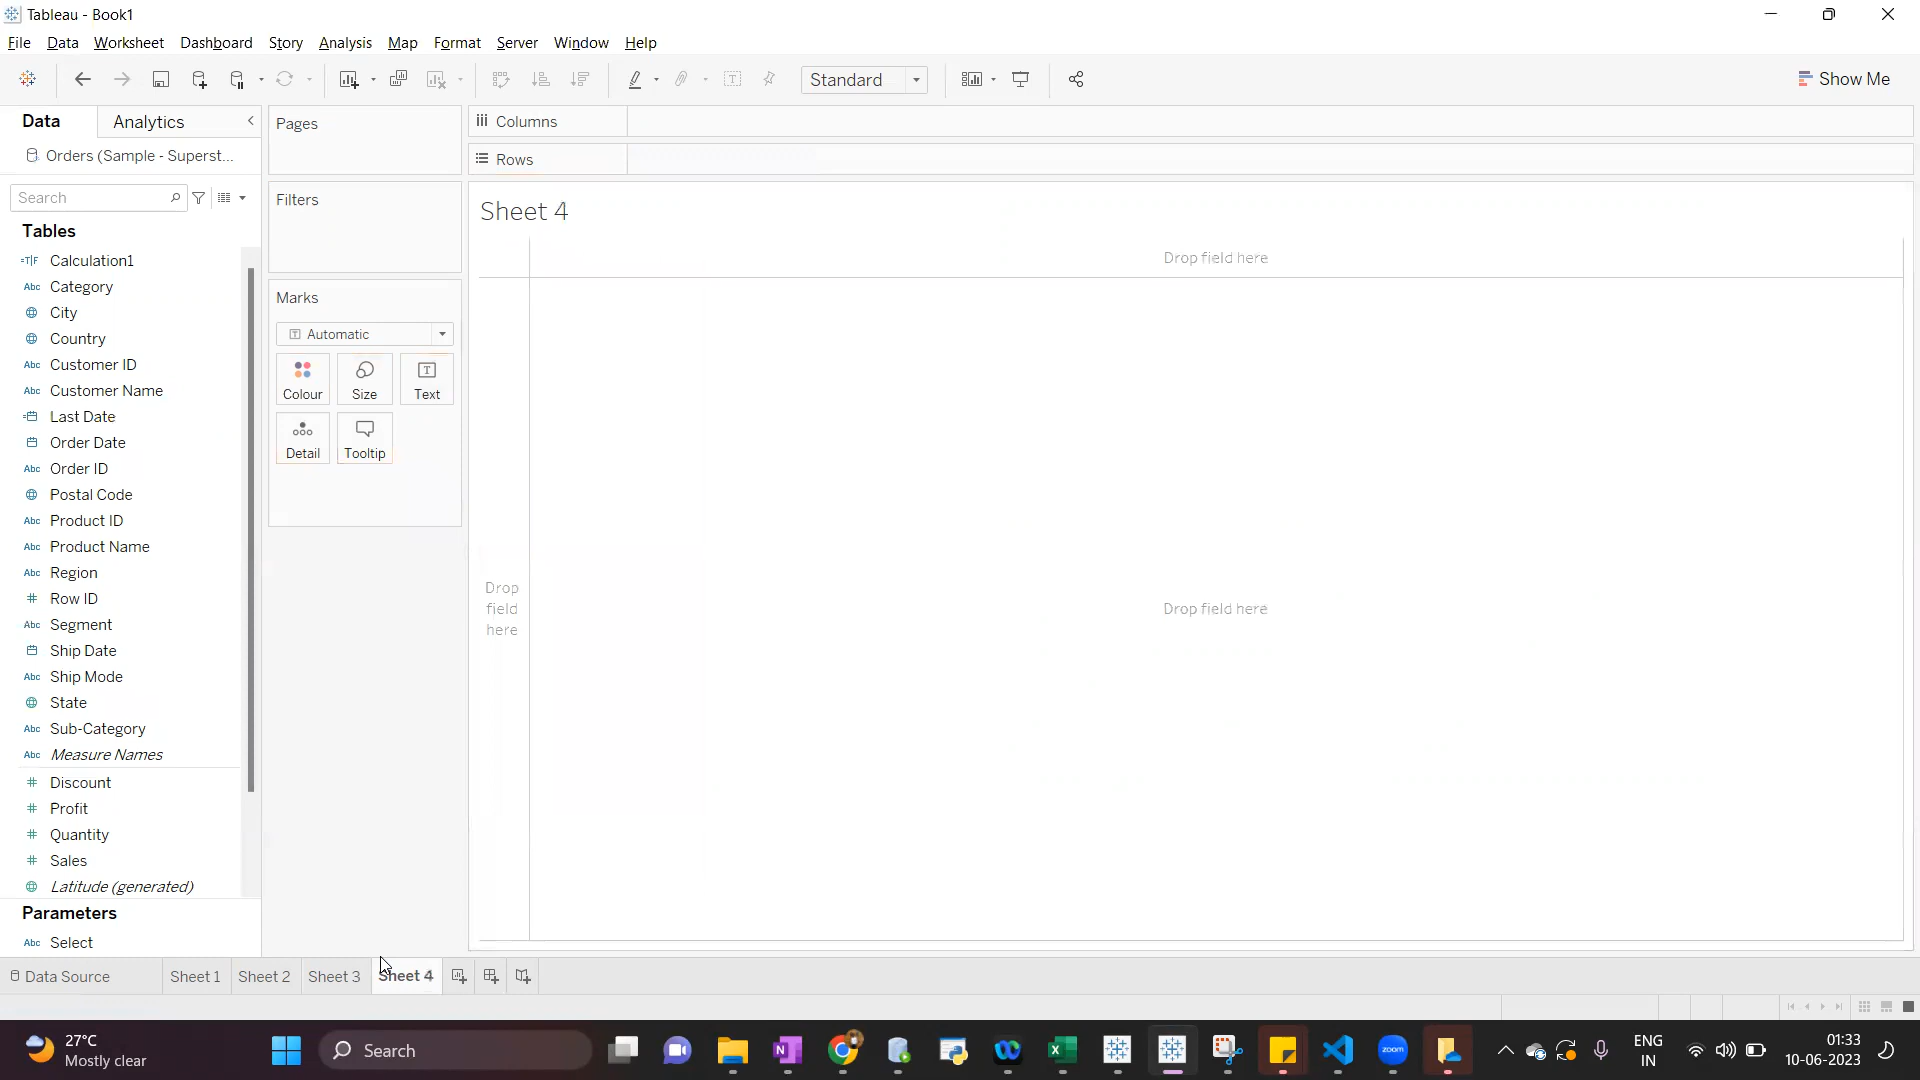 Tableau - Book1
File Data Worksheet Dashboard Story Analysis Map Format Server Window Help
Standard
Show Me
Data Analytics
Orders (Sample - Superst...
Search
Tables
Calculation1
Category
City
Country
Customer ID
Customer Name
Last Date
Order Date
Order ID
Postal Code
Product ID
Product Name
Region
Row ID
Segment
Ship Date
Ship Mode
State
Sub-Category
Measure Names
Discount
Profit
Quantity
Sales
Latitude (generated)
Parameters
Select
Pages
Filters
Marks
Automatic
Colour Size Text
Detail Tooltip
Columns
Rows
Sheet 4
Drop field here
Drop
field
here
Drop field here
Data Source Sheet 1 Sheet 2 Sheet 3 Sheet 4
27°C
Mostly clear
Search
zoom
ENG
IN
01:33
10-06-2023